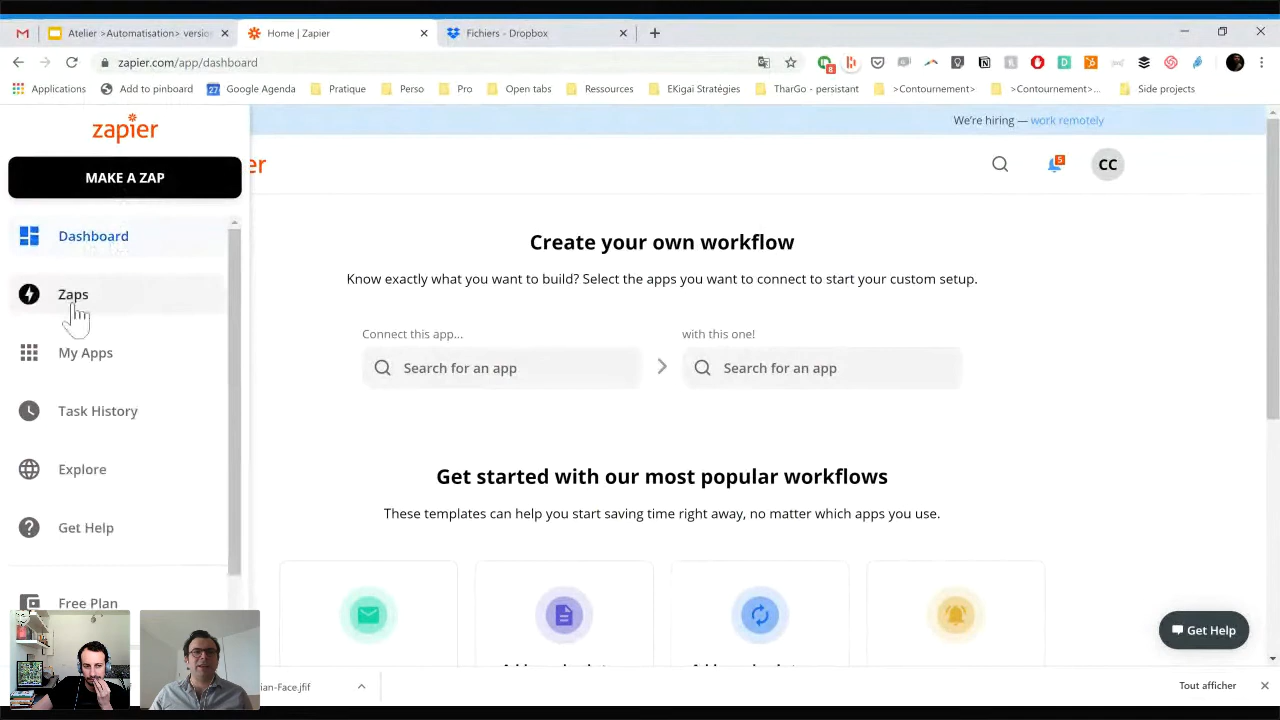 Atelier >Automatisation> versio
Home | Zapier
Fichiers - Dropbox
zapier.com/app/dashboard
8
Applications
Add to pinboard
27
Google Agenda
Pratique
Perso
Pro
Open tabs
Ressources
EKigai Stratégies
TharGo - persistant
>Contournement>
>Contournement>...
Side projects
zapier
We're hiring — work remotely
MAKE A ZAP
er
5
CC
Dashboard
Zaps
My Apps
Task History
Explore
Get Help
Free Plan
Create your own workflow
Know exactly what you want to build? Select the apps you want to connect to start your custom setup.
Connect this app...
with this one!
Search for an app
Search for an app
Get started with our most popular workflows
These templates can help you start saving time right away, no matter which apps you use.
Get Help
ian-Face.jfif
Tout afficher